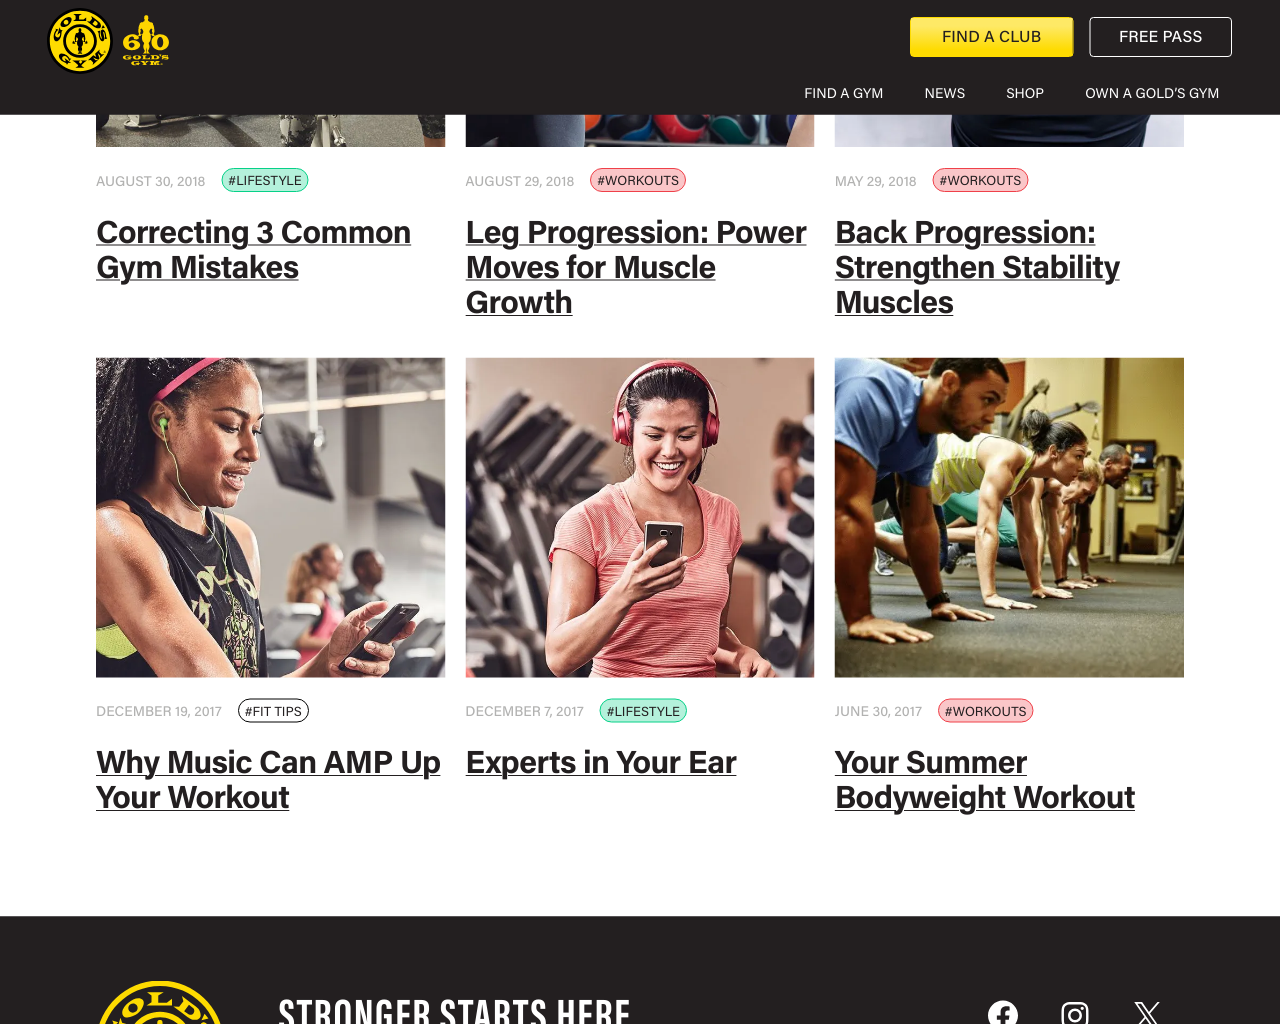 GOLD'S GYM
60
GOLD'S
GYM
FIND A CLUB
FREE PASS
FIND A GYM
NEWS
SHOP
OWN A GOLD'S GYM
AUGUST 30, 2018 #LIFESTYLE
Correcting 3 Common
Gym Mistakes
AUGUST 29, 2018 #WORKOUTS
Leg Progression: Power
Moves for Muscle
Growth
MAY 29, 2018 #WORKOUTS
Back Progression:
Strengthen Stability
Muscles
DECEMBER 19, 2017 #FIT TIPS
Why Music Can AMP Up
Your Workout
DECEMBER 7, 2017 #LIFESTYLE
Experts in Your Ear
JUNE 30, 2017 #WORKOUTS
Your Summer
Bodyweight Workout
GOLD'S
STRONGER STARTS HERE